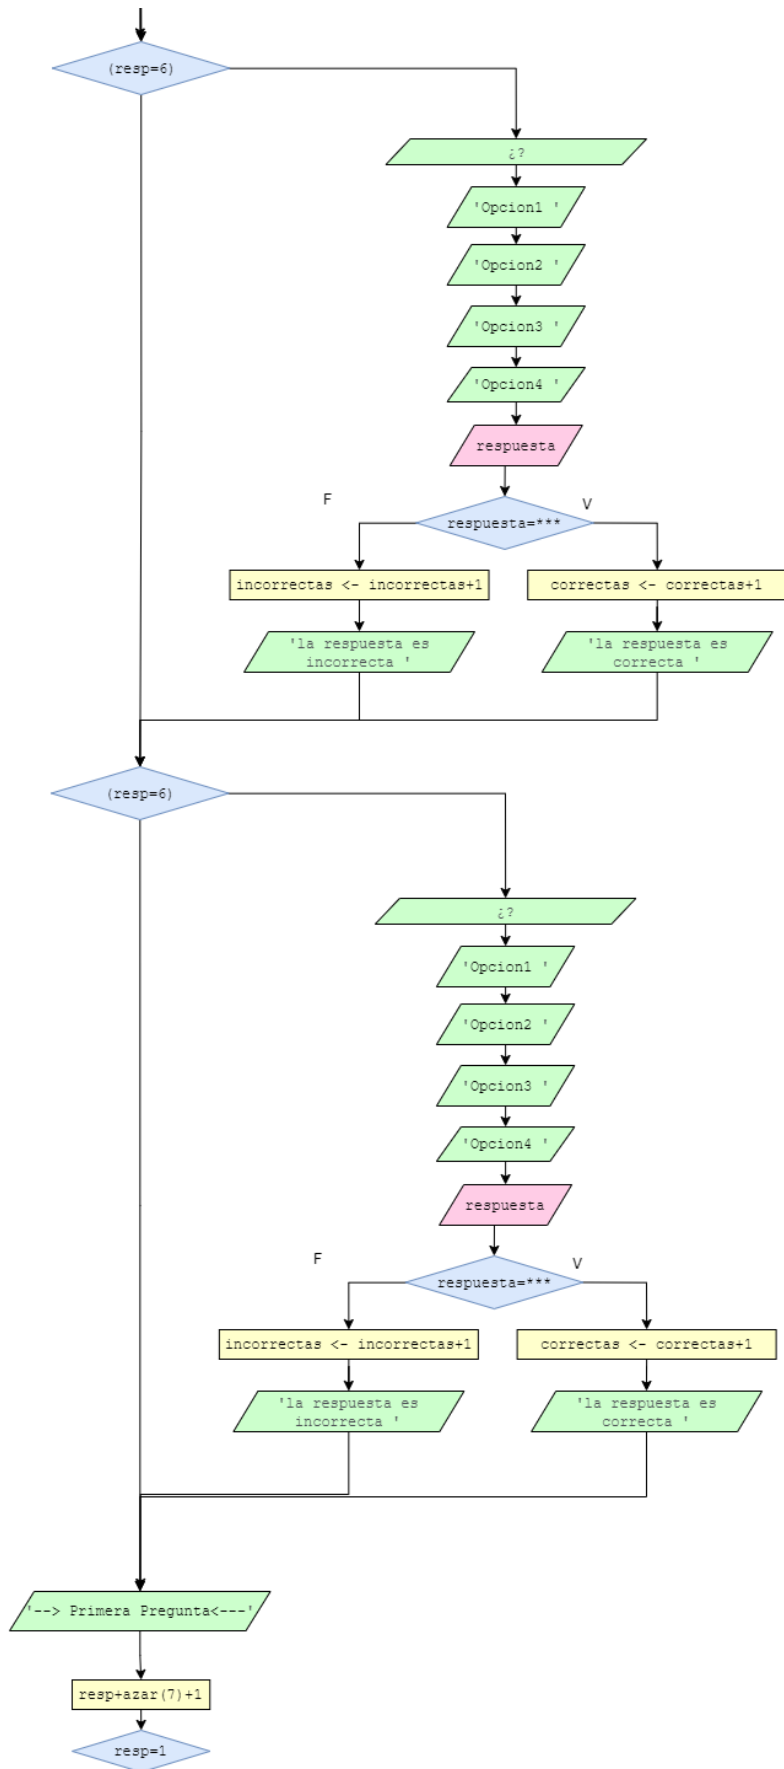 (resp=6)
¿?
'Opcion1 '
'Opcion2 '
'Opcion3 '
'Opcion4 '
respuesta
F
V
respuesta=***
incorrectas <- incorrectas+1
correctas <- correctas+1
'la respuesta es
incorrecta '
'la respuesta es
correcta '
(resp=6)
¿?
'Opcion1 '
'Opcion2 '
'Opcion3 '
'Opcion4 '
respuesta
F
V
respuesta=***
incorrectas <- incorrectas+1
correctas <- correctas+1
'la respuesta es
incorrecta '
'la respuesta es
correcta '
'--> Primera Pregunta<---'
resp+azar(7)+1
resp=1